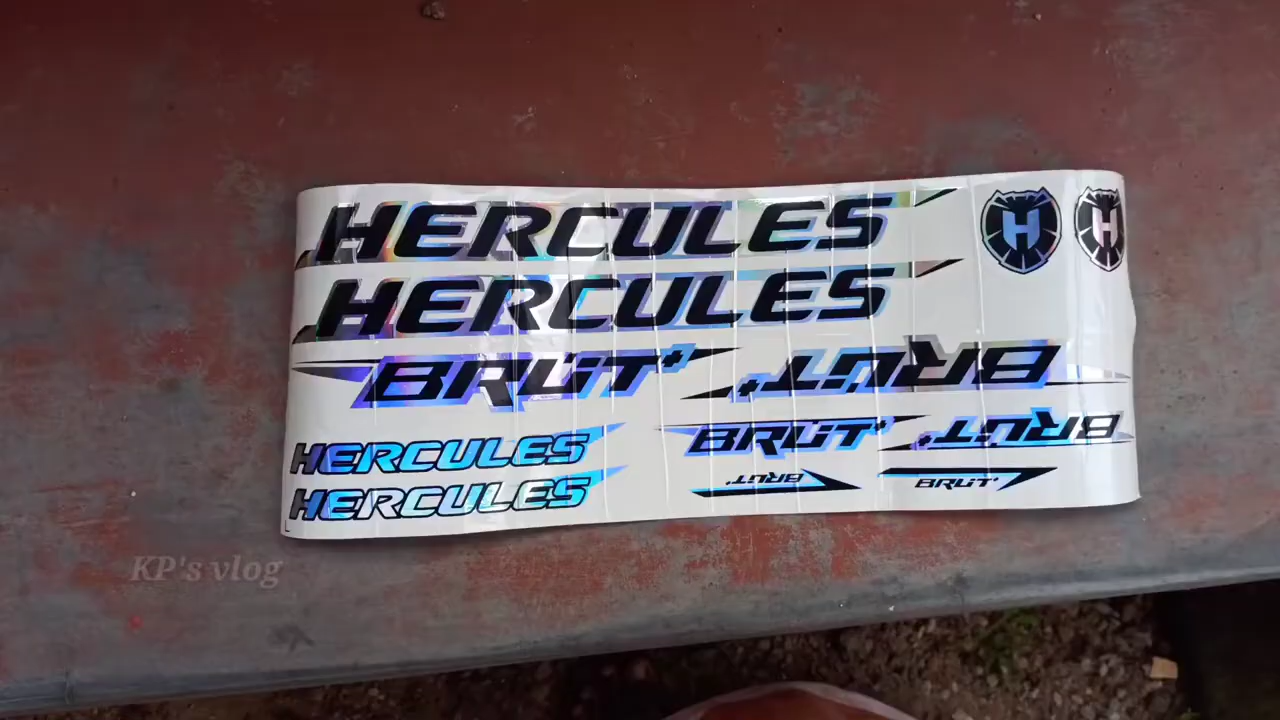 HERCULES
H H
HERCULES
BRUT+ BRUT+
HERCULES
BRUT+ BRUT+
HERCULES
BRUT+ BRUT+
KP's vlog